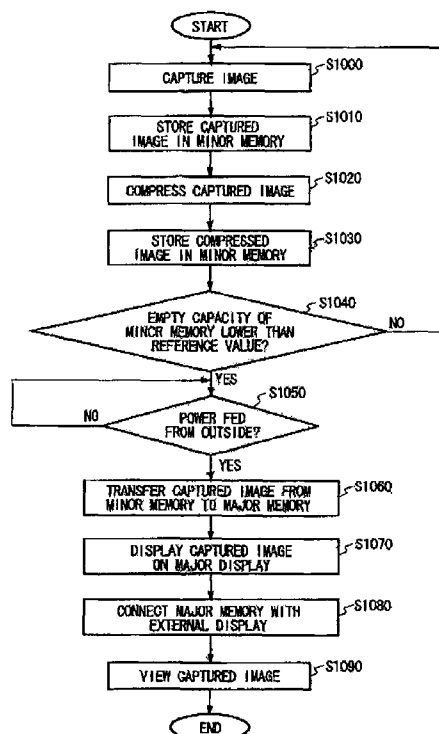 START
S1000
CAPTURE IMAGE
S1010
STORE CAPTURED
IMAGE IN MINOR MEMORY
S1020
COMPRESS CAPTURED IMAGE
S1030
STORE COMPRESSED
IMAGE IN MINOR MEMORY
S1040
EMPTY CAPACITY OF
MINOR MEMORY LOWER THAN
REFERENCE VALUE?
NO
YES
S1050
NO
POWER FED
FROM OUTSIDE?
YES
S1060
TRANSFER CAPTURED IMAGE FROM
MINOR MEMORY TO MAJOR MEMORY
S1070
DISPLAY CAPTURED IMAGE
ON MAJOR DISPLAY
S1080
CONNECT MAJOR MEMORY WITH
EXTERNAL DISPLAY
S1090
VIEW CAPTURED IMAGE
END